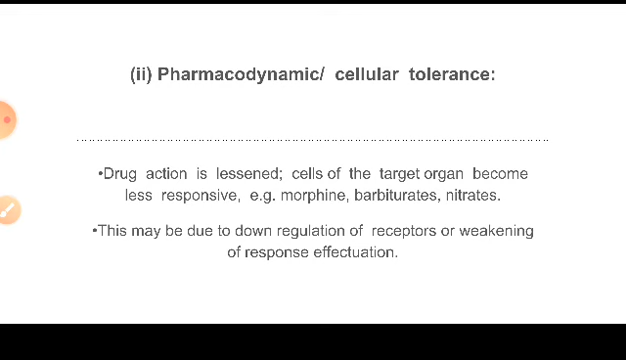 (ii) Pharmacodynamic/ cellular tolerance:
•Drug action is lessened; cells of the target organ become
less responsive, e.g. morphine, barbiturates, nitrates.
•This may be due to down regulation of receptors or weakening
of response effectuation.